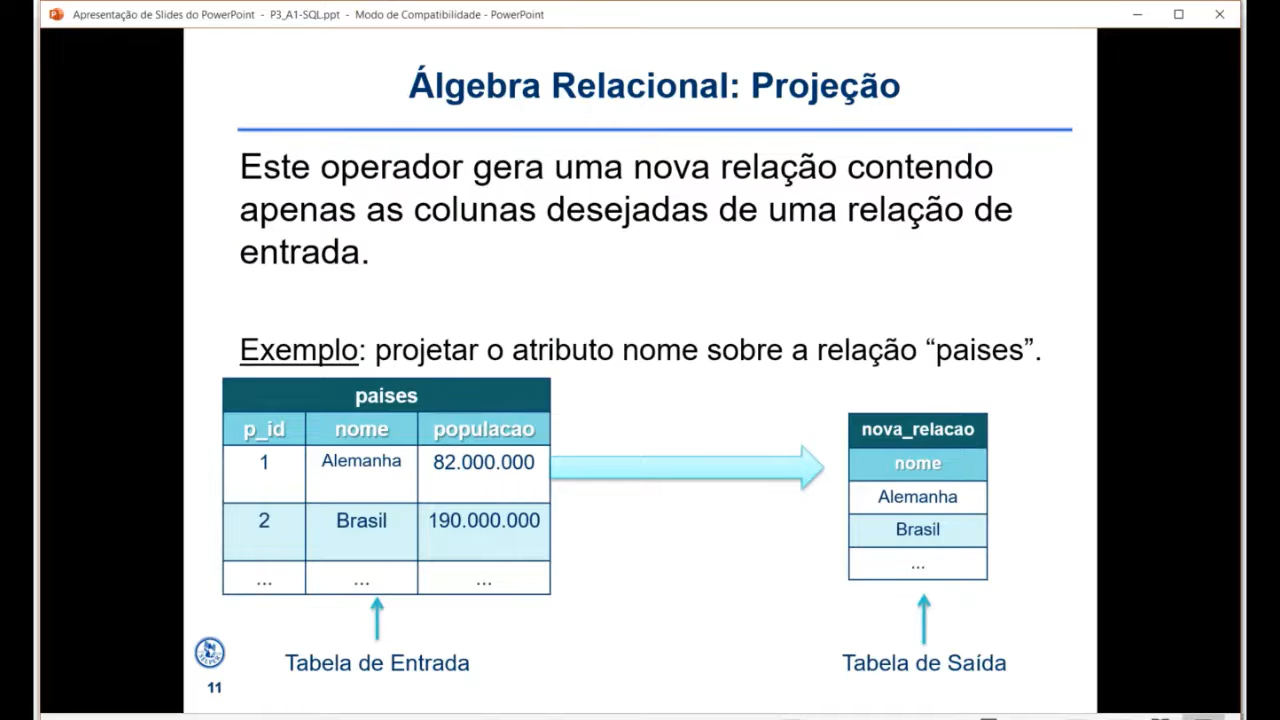 Apresentação de Slides do PowerPoint - P3_A1-SQL.ppt - Modo de Compatibilidade - PowerPoint
Álgebra Relacional: Projeção
Este operador gera uma nova relação contendo
apenas as colunas desejadas de uma relação de
entrada.
Exemplo: projetar o atributo nome sobre a relação “paises”.
paises
p_id nome populacao
1 Alemanha 82.000.000
2 Brasil 190.000.000
... ... ...
nova_relacao
nome
Alemanha
Brasil
...
Tabela de Entrada
Tabela de Saída
11